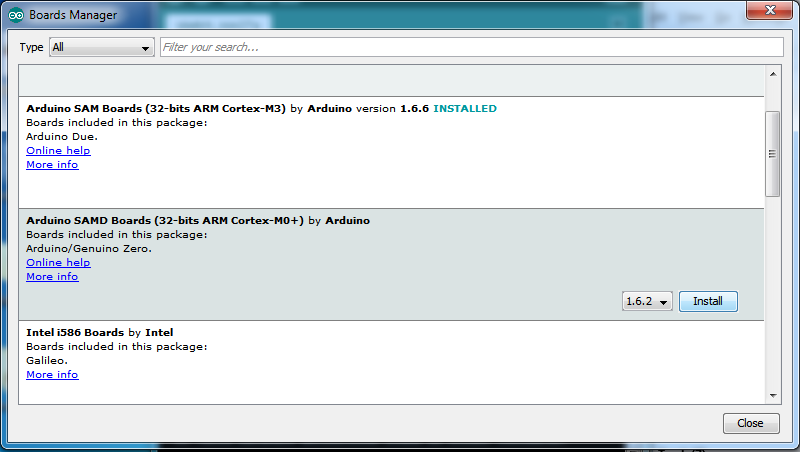 Boards Manager
Type All Filter your search...
Arduino SAM Boards (32-bits ARM Cortex-M3) by Arduino version 1.6.6 INSTALLED
Boards included in this package:
Arduino Due.
Online help
More info
Arduino SAMD Boards (32-bits ARM Cortex-M0+) by Arduino
Boards included in this package:
Arduino/Genuino Zero.
Online help
More info
1.6.2 Install
Intel i586 Boards by Intel
Boards included in this package:
Galileo.
More info
Close